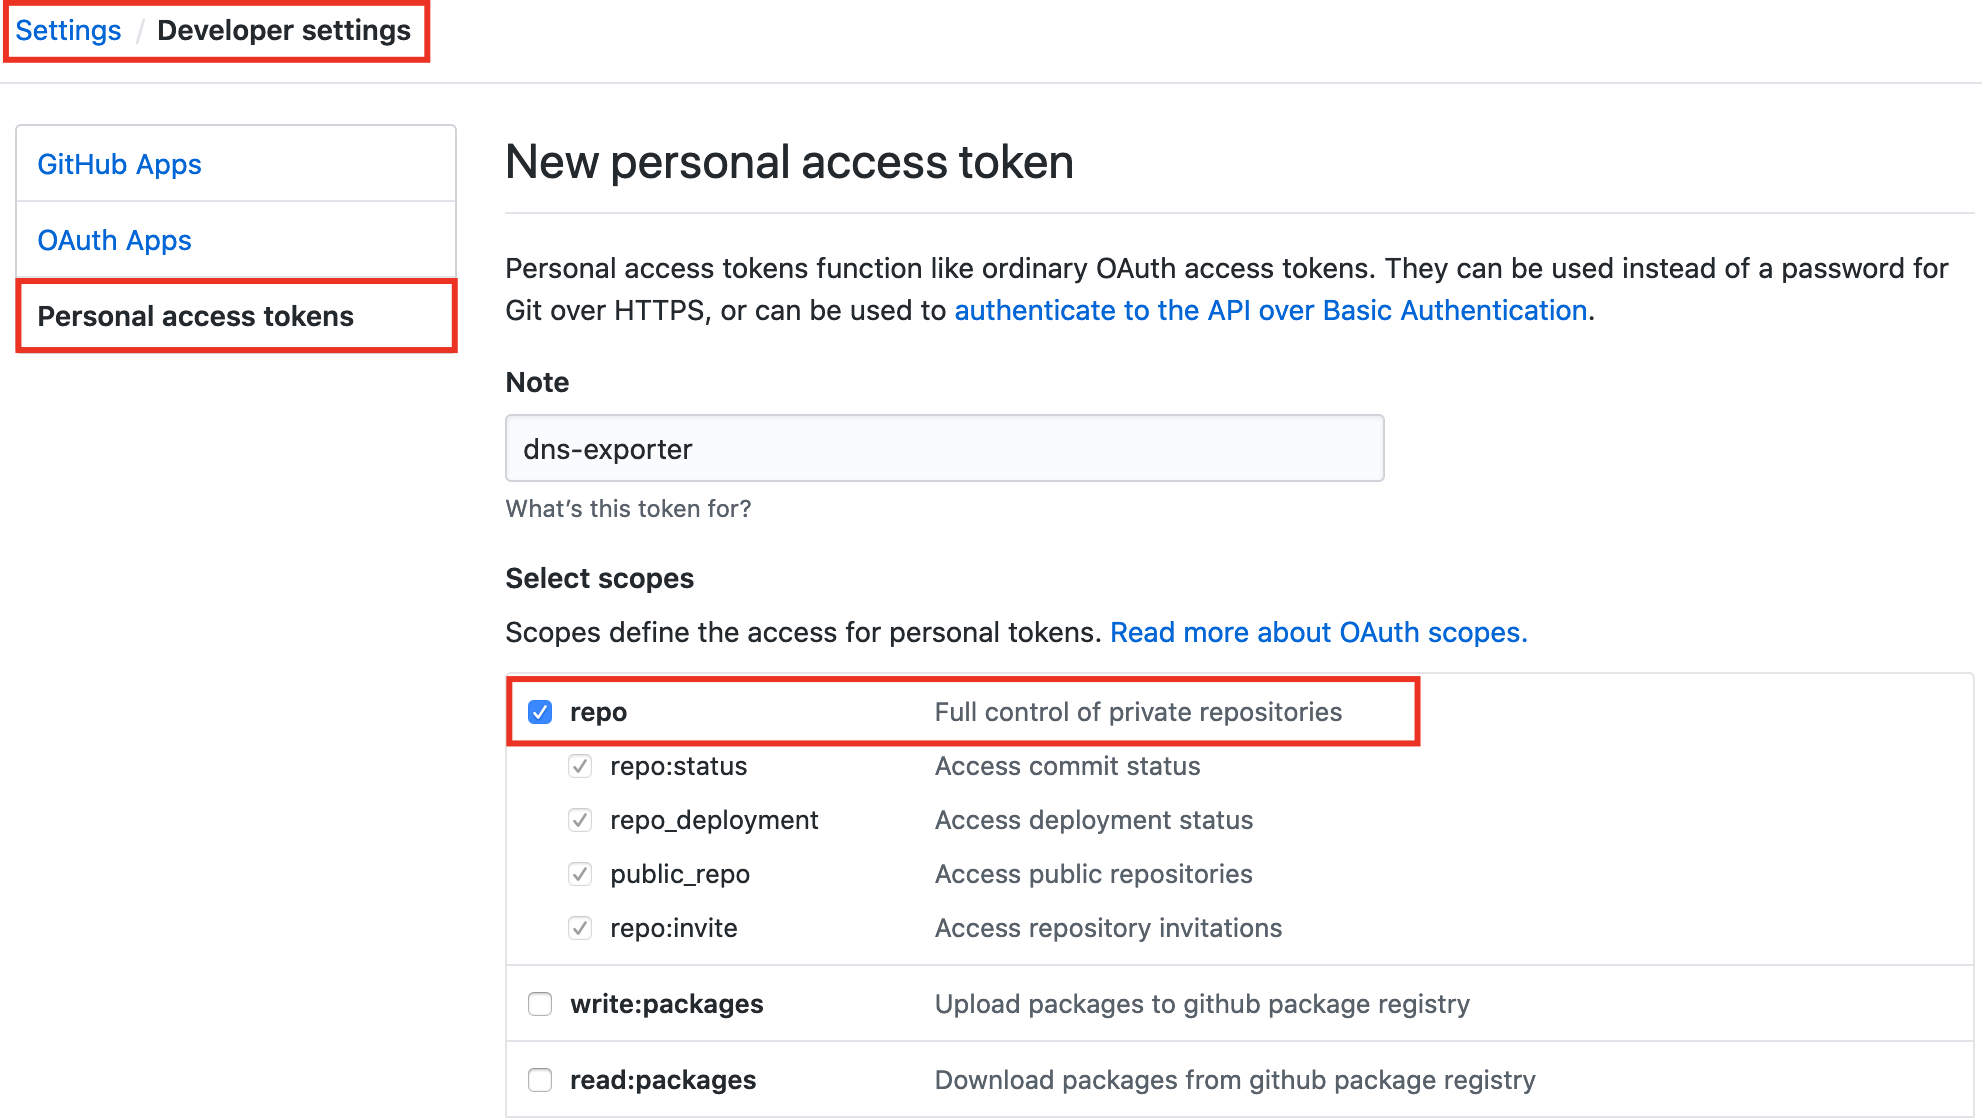 Settings / Developer settings
GitHub Apps
OAuth Apps
Personal access tokens
New personal access token
Personal access tokens function like ordinary OAuth access tokens. They can be used instead of a password for
Git over HTTPS, or can be used to authenticate to the API over Basic Authentication.
Note
dns-exporter
What’s this token for?
Select scopes
Scopes define the access for personal tokens. Read more about OAuth scopes.
repo Full control of private repositories
repo:status Access commit status
repo_deployment Access deployment status
public_repo Access public repositories
repo:invite Access repository invitations
write:packages Upload packages to github package registry
read:packages Download packages from github package registry